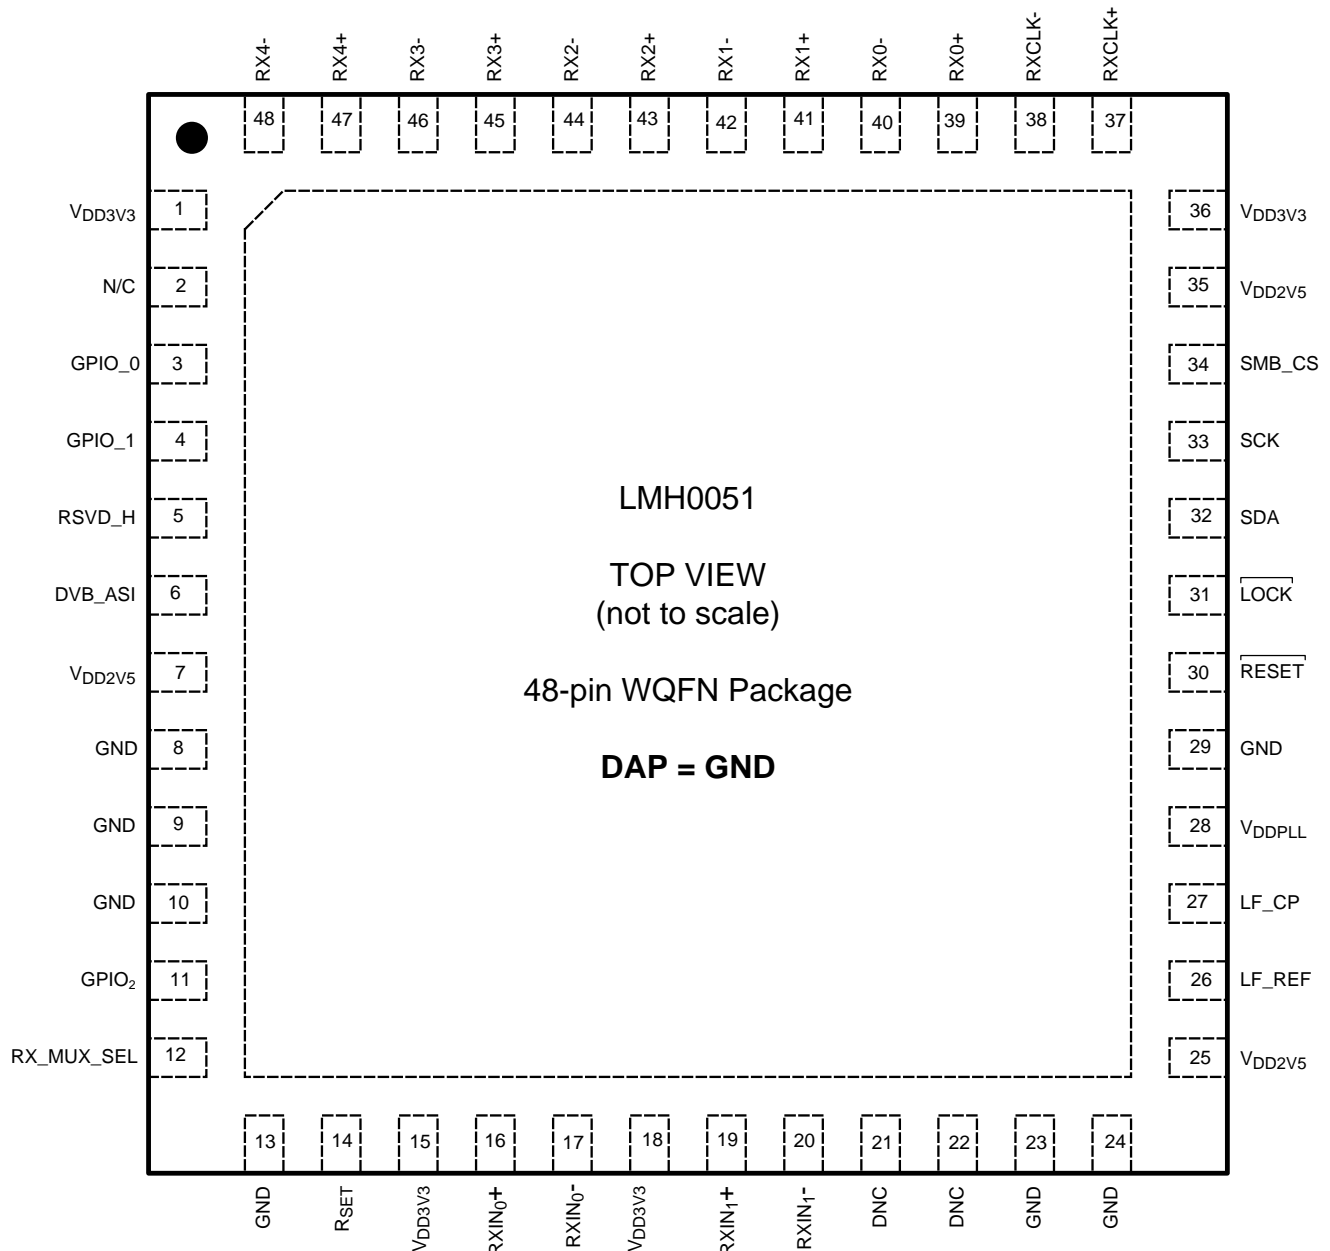 RX4-
RX4+
RX3-
RX3+
RX2-
RX2+
RX1-
RX1+
RX0-
RX0+
RXCLK-
RXCLK+
48
47
46
45
44
43
42
41
40
39
38
37
VDD3V3 1
N/C 2
GPIO_0 3
GPIO_1 4
RSVD_H 5
DVB_ASI 6
VDD2V5 7
GND 8
GND 9
GND 10
GPIO₂ 11
RX_MUX_SEL 12
LMH0051
TOP VIEW
(not to scale)
48-pin WQFN Package
DAP = GND
36 VDD3V3
35 VDD2V5
34 SMB_CS
33 SCK
32 SDA
31 L̅O̅C̅K̅
30 R̅E̅S̅E̅T̅
29 GND
28 VDDPLL
27 LF_CP
26 LF_REF
25 VDD2V5
13
14
15
16
17
18
19
20
21
22
23
24
GND
RSET
VDD3V3
RXIN₀+
RXIN₀-
VDD3V3
RXIN₁+
RXIN₁-
DNC
DNC
GND
GND